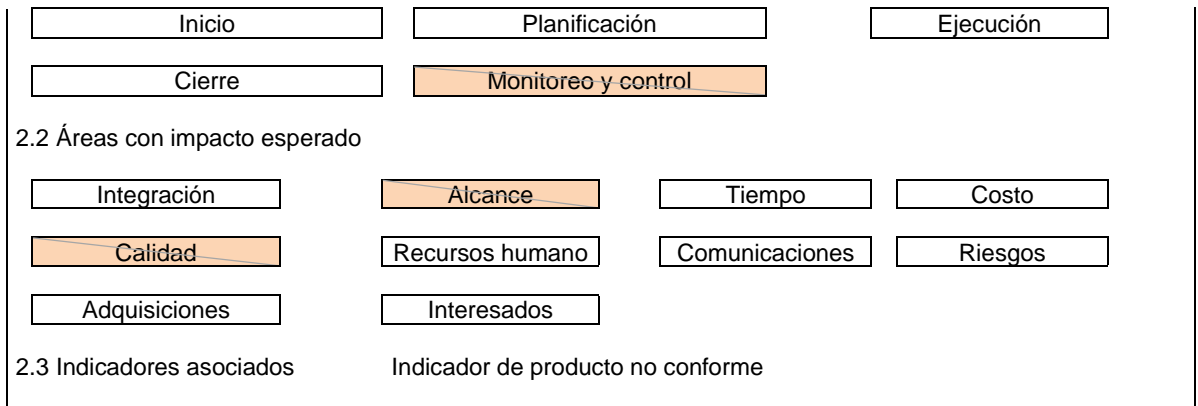 Inicio Planificación Ejecución
Cierre Monitoreo y control
2.2 Áreas con impacto esperado
Integración Alcance Tiempo Costo
Calidad Recursos humano Comunicaciones Riesgos
Adquisiciones Interesados
2.3 Indicadores asociados Indicador de producto no conforme